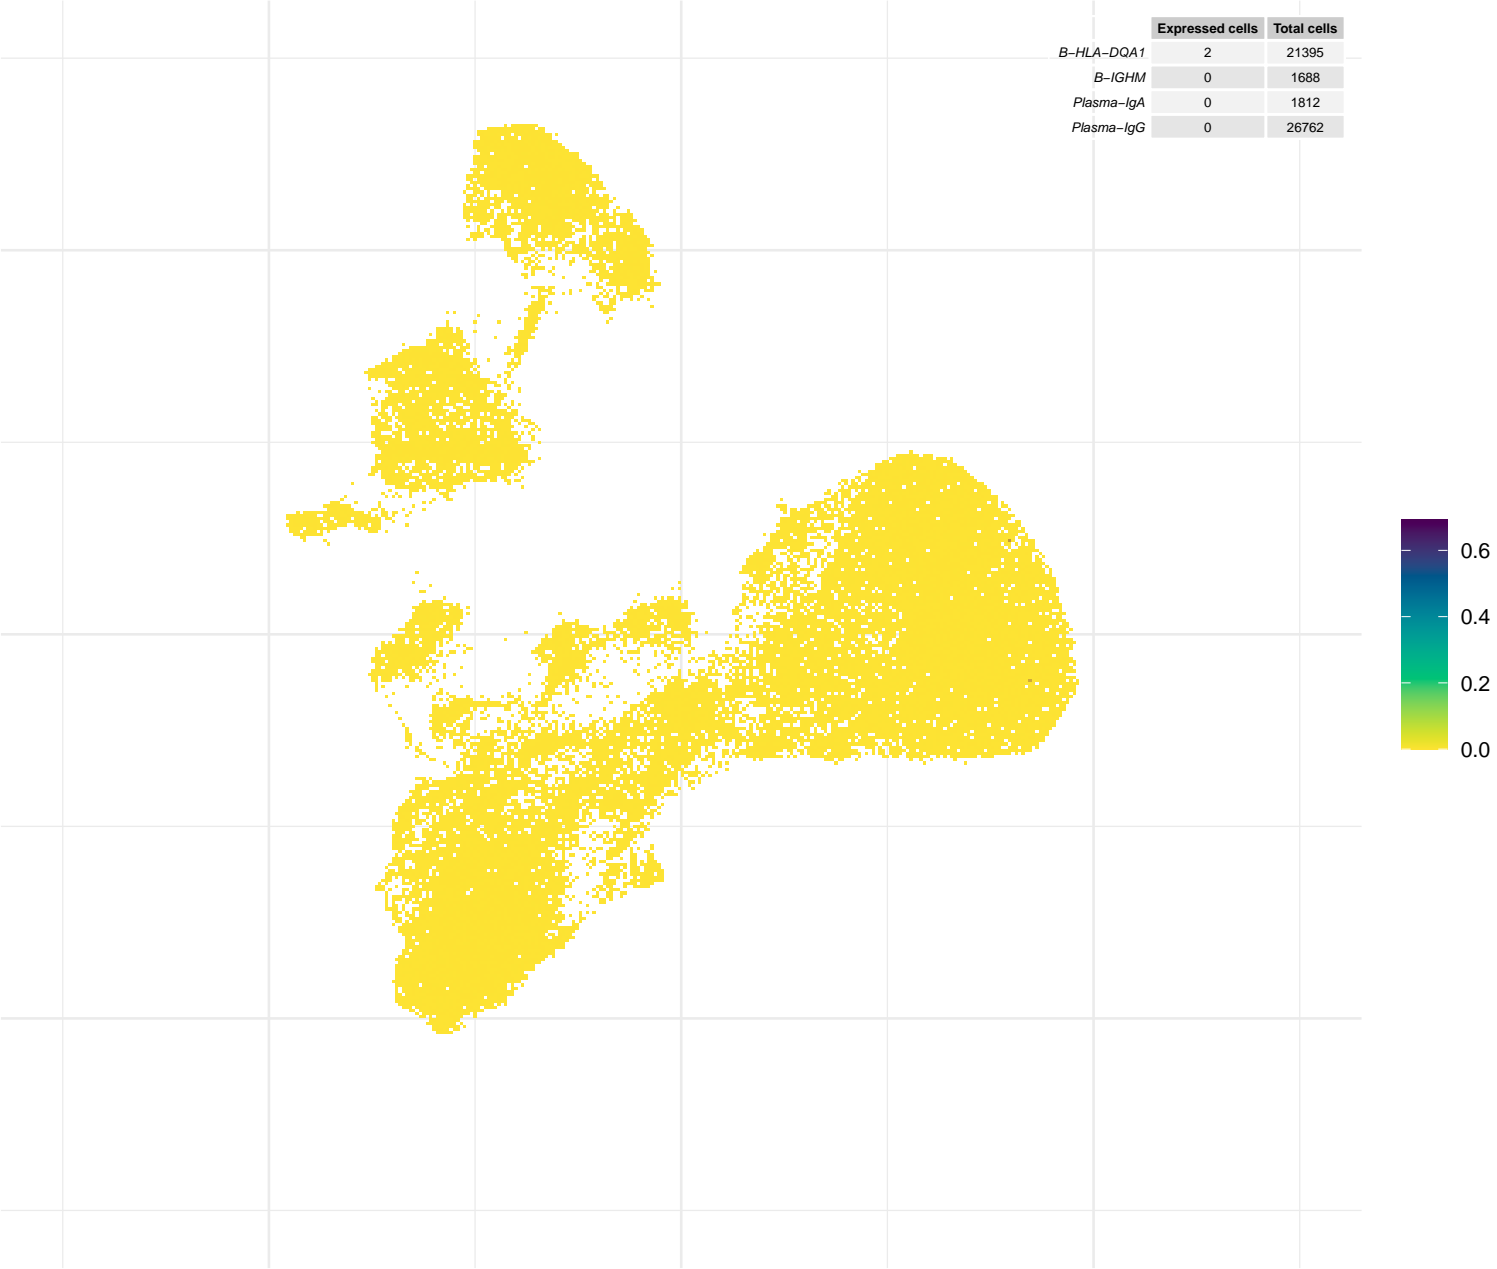 Expressed cells Total cells
B−HLA−DQA1 2 21395
B−IGHM 0 1688
Plasma−IgA 0 1812
Plasma−IgG 0 26762
0.6
0.4
0.2
0.0